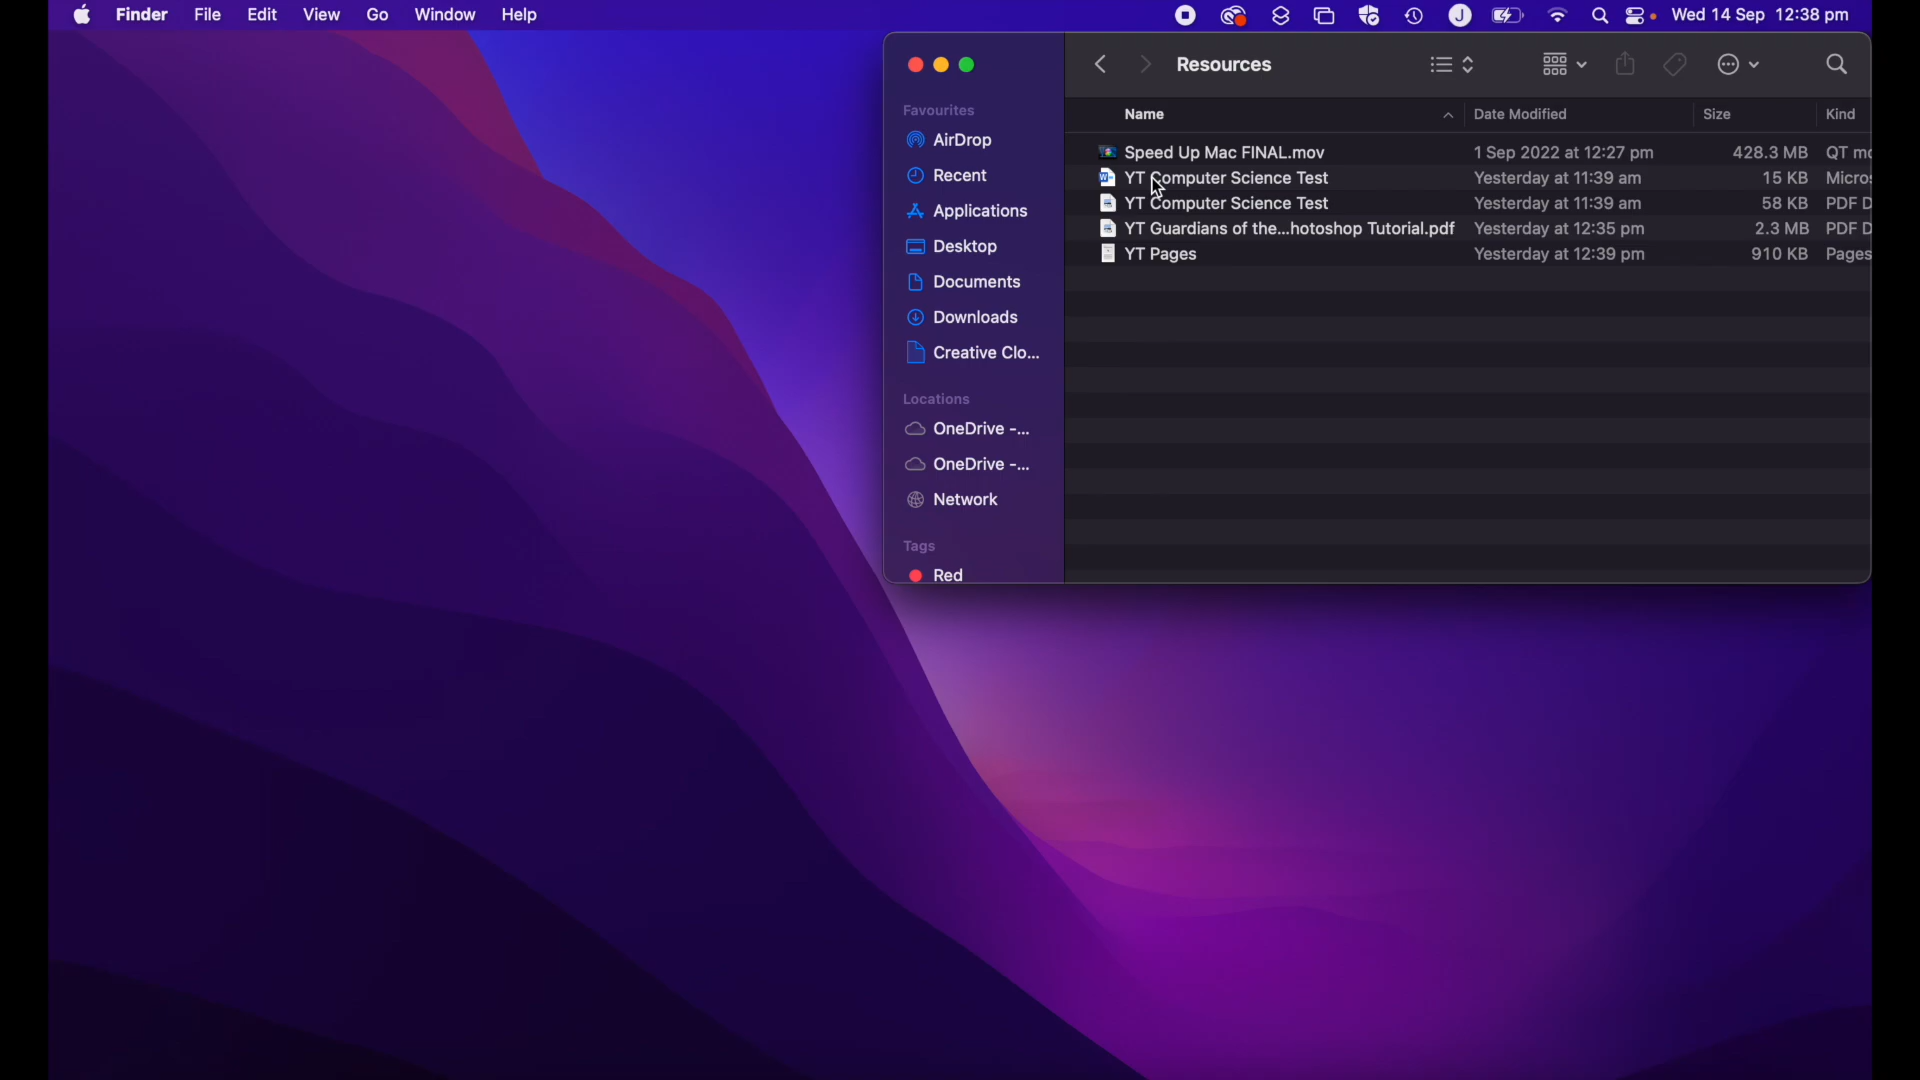 Finder File Edit View Go Window Help
J Wed 14 Sep 12:38 pm
Resources
Favourites
AirDrop
Recent
Applications
Desktop
Documents
Downloads
Creative Clo...
Locations
OneDrive -...
OneDrive -...
Network
Tags
Red
Name Date Modified Size Kind
Speed Up Mac FINAL.mov 1 Sep 2022 at 12:27 pm 428.3 MB QT mo
YT Computer Science Test Yesterday at 11:39 am 15 KB Micros
YT Computer Science Test Yesterday at 11:39 am 58 KB PDF D
YT Guardians of the...hotoshop Tutorial.pdf Yesterday at 12:35 pm 2.3 MB PDF D
YT Pages Yesterday at 12:39 pm 910 KB Pages